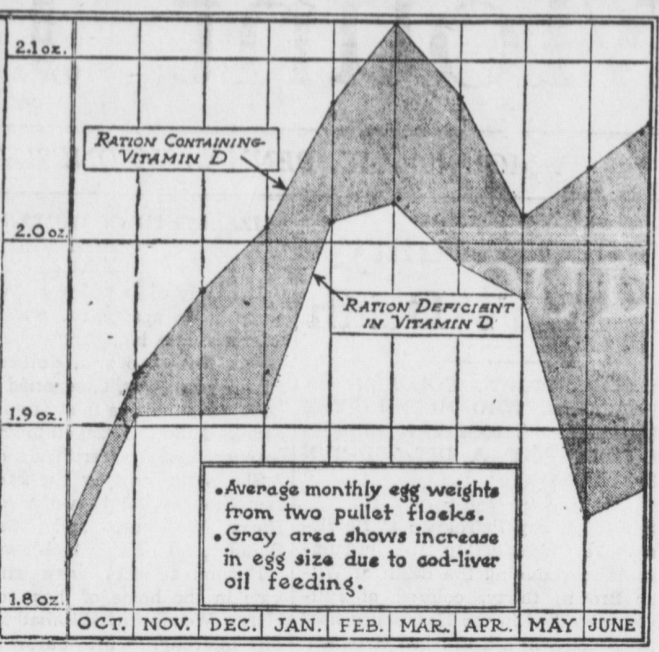 2.1 oz.
RATION CONTAINING
VITAMIN D
2.0 oz.
RATION DEFICIENT
IN VITAMIN D
1.9 oz.
•Average monthly egg weights
from two pullet flocks.
•Gray area shows increase
in egg size due to cod-liver
oil feeding.
1.8 oz.
OCT. NOV. DEC. JAN. FEB. MAR. APR. MAY JUNE